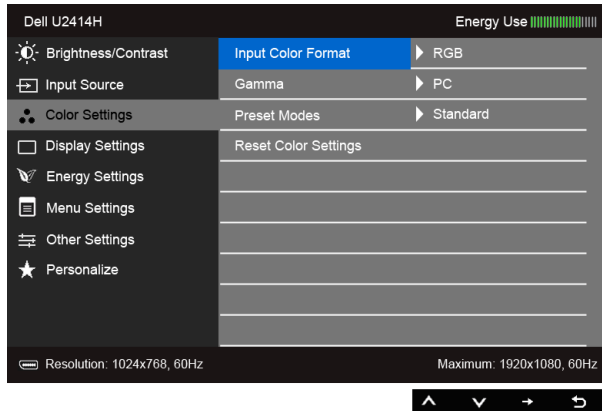 Dell U2414H
Energy Use
Brightness/Contrast
Input Color Format
RGB
Input Source
Gamma
PC
Color Settings
Preset Modes
Standard
Display Settings
Reset Color Settings
Energy Settings
Menu Settings
Other Settings
Personalize
Resolution: 1024x768, 60Hz
Maximum: 1920x1080, 60Hz